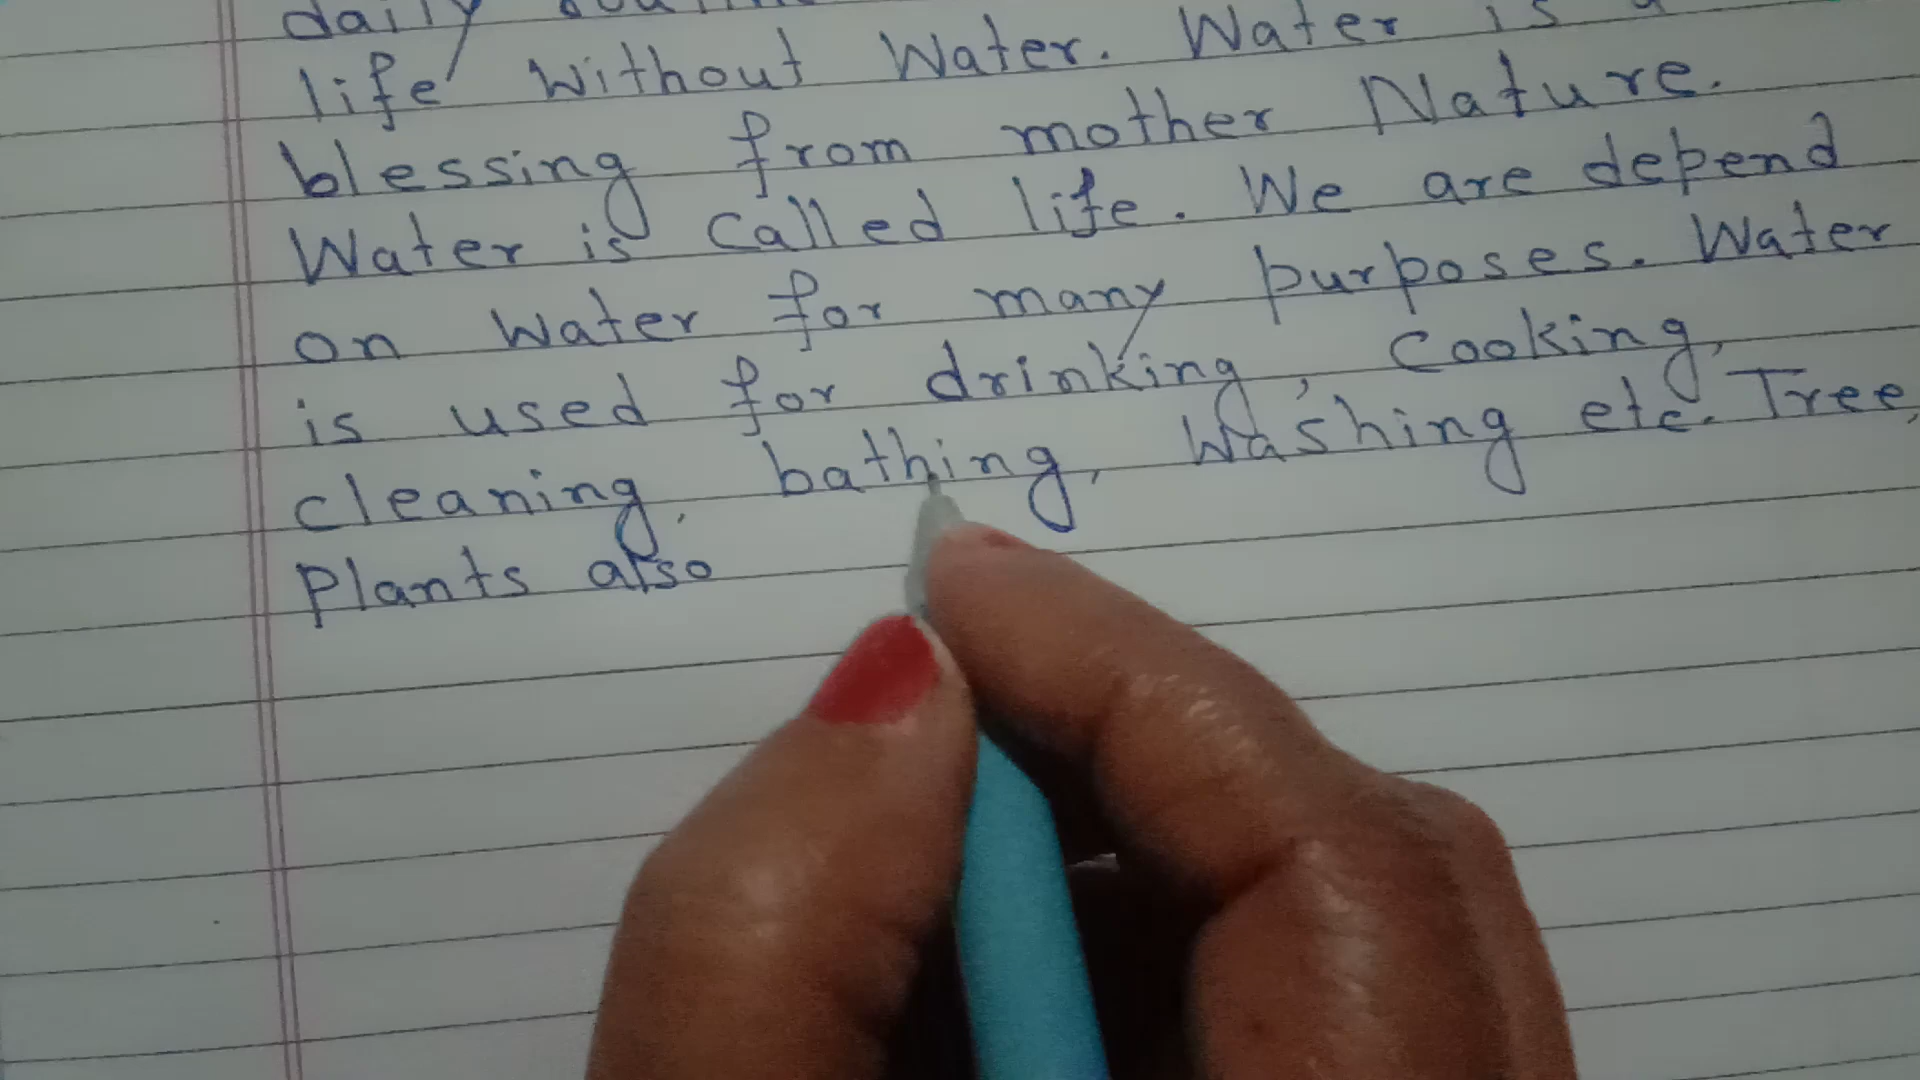 daily
life without Water. Water is a
blessing from mother Nature.
Water is called life. We are depend
on water for many purposes. Water
is used for drinking, cooking,
cleaning, bathing, washing etc. Tree,
Plants also